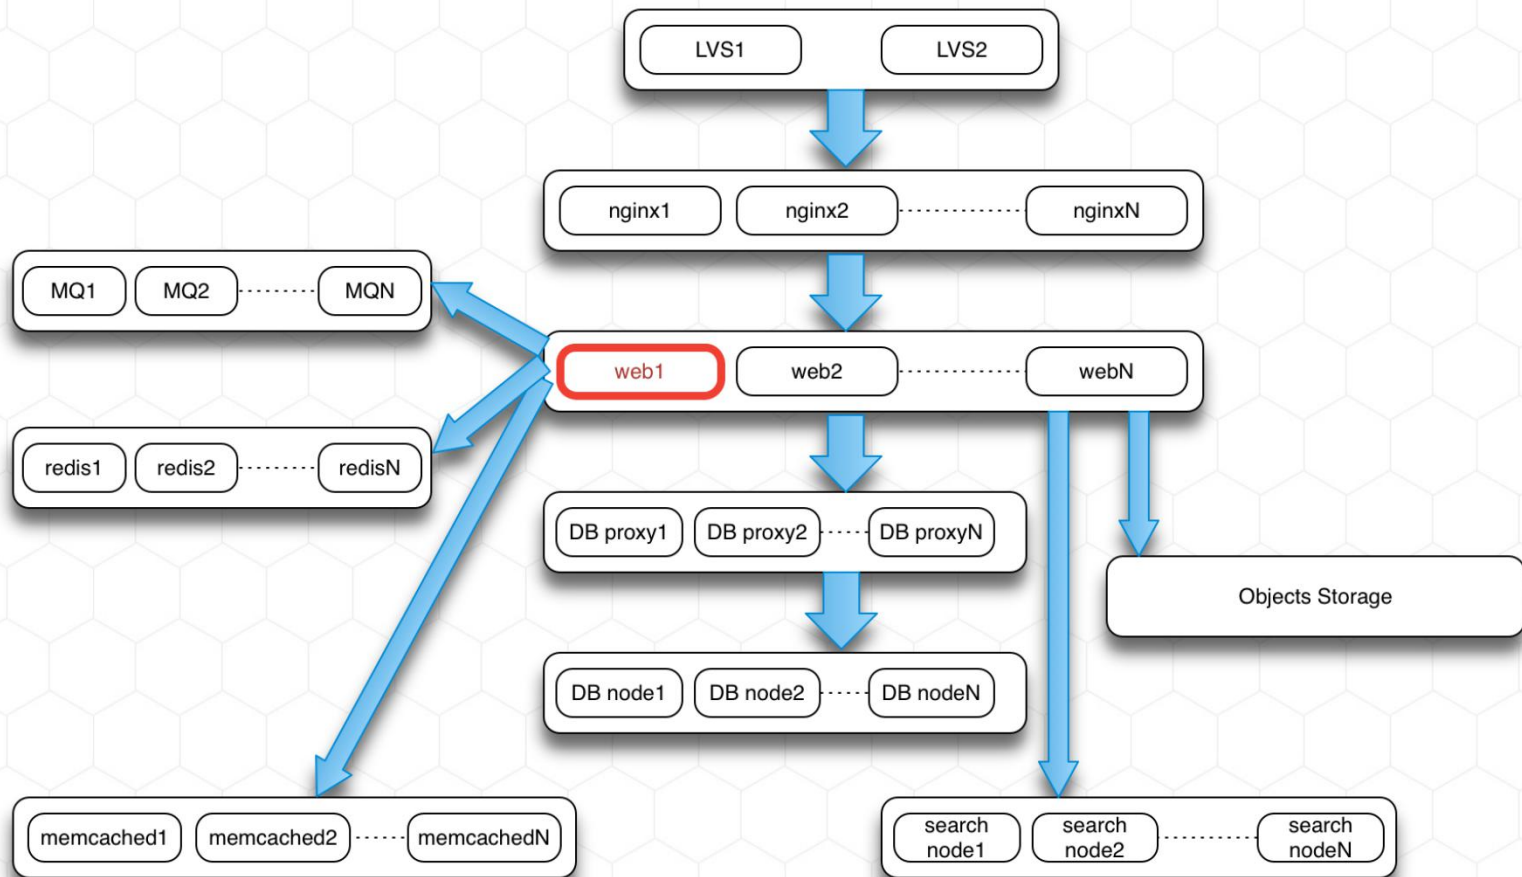 LVS1
LVS2
nginx1
nginx2
nginxN
MQ1
MQ2
MQN
web1
web2
webN
redis1
redis2
redisN
DB proxy1
DB proxy2
DB proxyN
Objects Storage
DB node1
DB node2
DB nodeN
memcached1
memcached2
memcachedN
search
node1
search
node2
search
nodeN